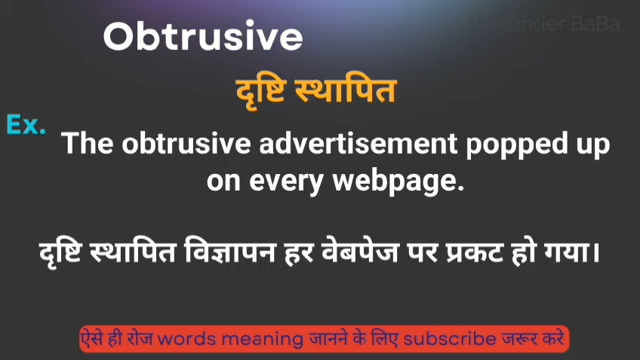 Obtrusive
दृष्टि स्थापित
Ex.
The obtrusive advertisement popped up
on every webpage.
दृष्टि स्थापित विज्ञापन हर वेबपेज पर प्रकट हो गया।
ऐसे ही रोज words meaning जानने के लिए subscribe जरूर करे